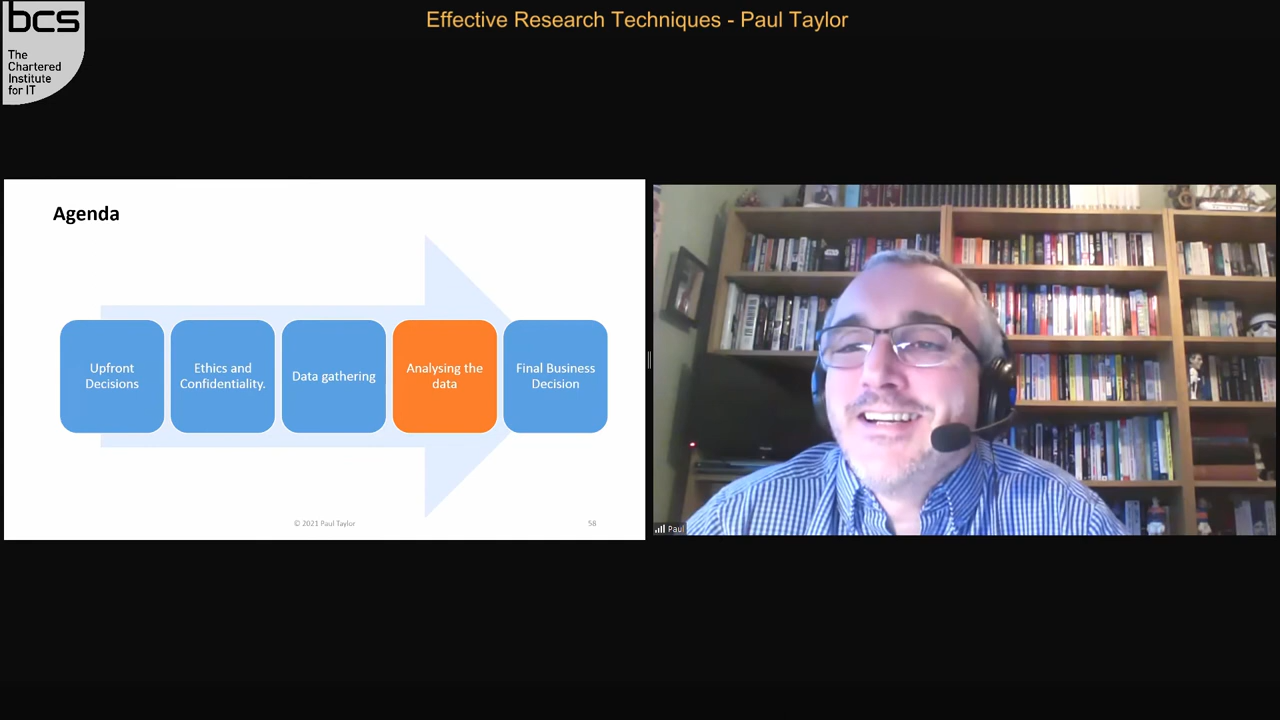 Effective Research Techniques - Paul Taylor
bcs
The
Chartered
Institute
for IT
Agenda
Upfront
Decisions
Ethics and
Confidentiality.
Data gathering
Analysing the
data
Final Business
Decision
© 2021 Paul Taylor
58
Paul